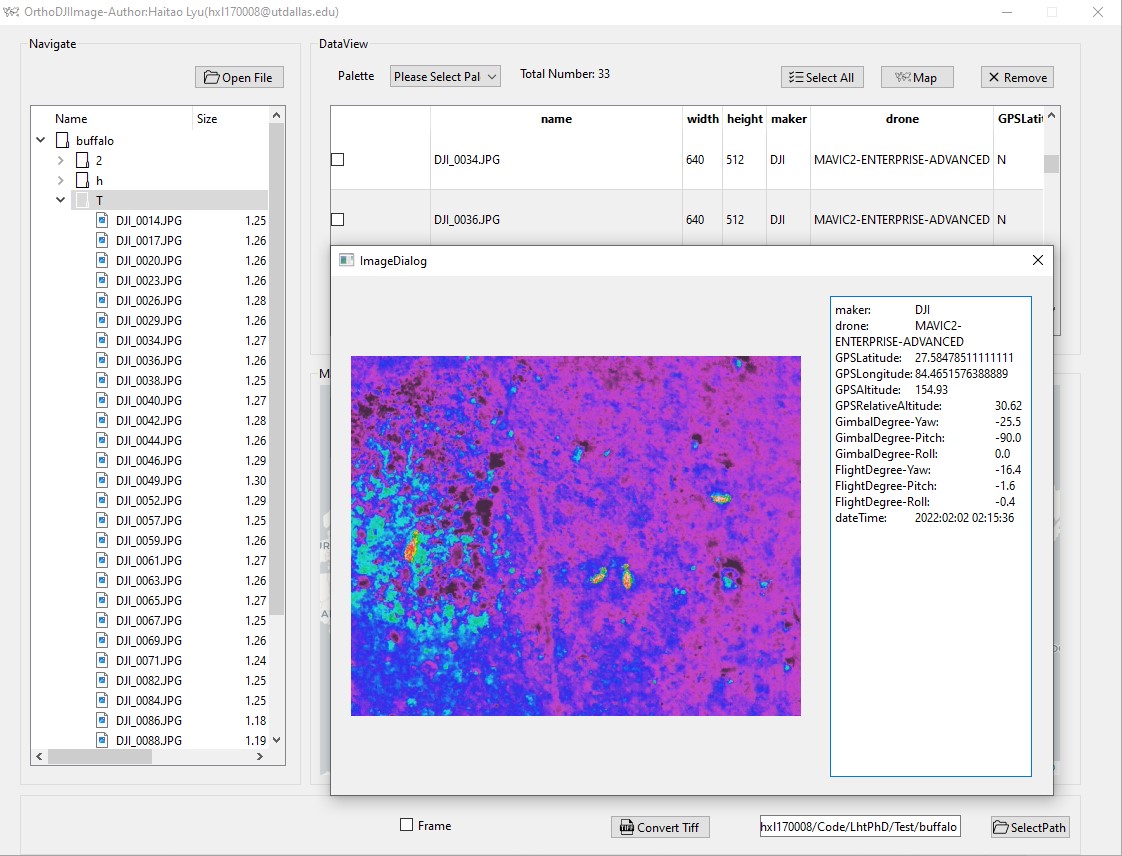 OrthoDJIImage-Author:Haitao Lyu(hxl170008@utdallas.edu)
Navigate
Open File
Name Size
buffalo
2
h
T
DJI_0014.JPG 1.25
DJI_0017.JPG 1.26
DJI_0020.JPG 1.26
DJI_0023.JPG 1.26
DJI_0026.JPG 1.28
DJI_0029.JPG 1.26
DJI_0034.JPG 1.27
DJI_0036.JPG 1.26
DJI_0038.JPG 1.25
DJI_0040.JPG 1.27
DJI_0042.JPG 1.28
DJI_0044.JPG 1.26
DJI_0046.JPG 1.29
DJI_0049.JPG 1.30
DJI_0052.JPG 1.29
DJI_0057.JPG 1.25
DJI_0059.JPG 1.26
DJI_0061.JPG 1.27
DJI_0063.JPG 1.26
DJI_0065.JPG 1.27
DJI_0067.JPG 1.25
DJI_0069.JPG 1.26
DJI_0071.JPG 1.24
DJI_0082.JPG 1.25
DJI_0084.JPG 1.25
DJI_0086.JPG 1.18
DJI_0088.JPG 1.19
DataView
Palette Please Select Pal Total Number: 33 Select All Map Remove
name width height maker drone GPSLatit
DJI_0034.JPG 640 512 DJI MAVIC2-ENTERPRISE-ADVANCED N
DJI_0036.JPG 640 512 DJI MAVIC2-ENTERPRISE-ADVANCED N
ImageDialog
maker: DJI
drone: MAVIC2-
ENTERPRISE-ADVANCED
GPSLatitude: 27.58478511111111
GPSLongitude: 84.4651576388889
GPSAltitude: 154.93
GPSRelativeAltitude: 30.62
GimbalDegree-Yaw: -25.5
GimbalDegree-Pitch: -90.0
GimbalDegree-Roll: 0.0
FlightDegree-Yaw: -16.4
FlightDegree-Pitch: -1.6
FlightDegree-Roll: -0.4
dateTime: 2022:02:02 02:15:36
Frame Convert Tiff hxl170008/Code/LhtPhD/Test/buffalo SelectPath